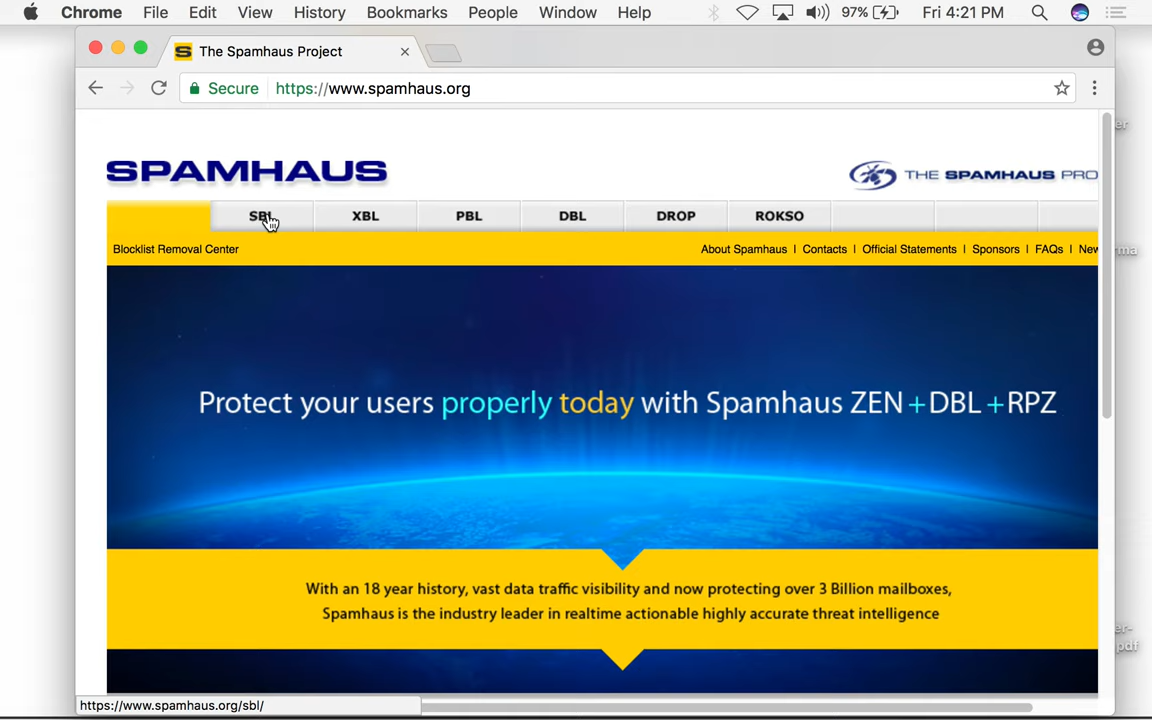 Chrome File Edit View History Bookmarks People Window Help 97% Fri 4:21 PM
The Spamhaus Project
Secure https://www.spamhaus.org
SPAMHAUS THE SPAMHAUS PRO
SBL XBL PBL DBL DROP ROKSO
Blocklist Removal Center About Spamhaus | Contacts | Official Statements | Sponsors | FAQs | New
Protect your users properly today with Spamhaus ZEN+DBL+RPZ
With an 18 year history, vast data traffic visibility and now protecting over 3 Billion mailboxes,
Spamhaus is the industry leader in realtime actionable highly accurate threat intelligence
https://www.spamhaus.org/sbl/